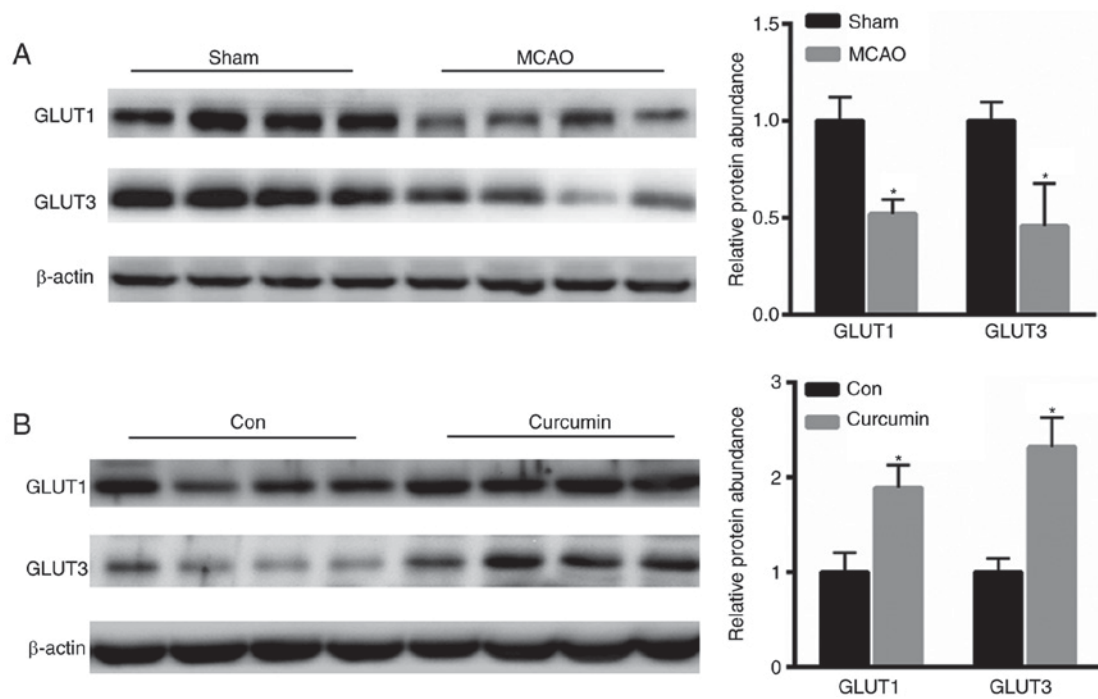 A
Sham
MCAO
GLUT1
GLUT3
β-actin
Relative protein abundance
1.5
1.0
0.5
0.0
Sham
MCAO
*
*
GLUT1
GLUT3
B
Con
Curcumin
GLUT1
GLUT3
β-actin
Relative protein abundance
3
2
1
0
Con
Curcumin
*
*
GLUT1
GLUT3